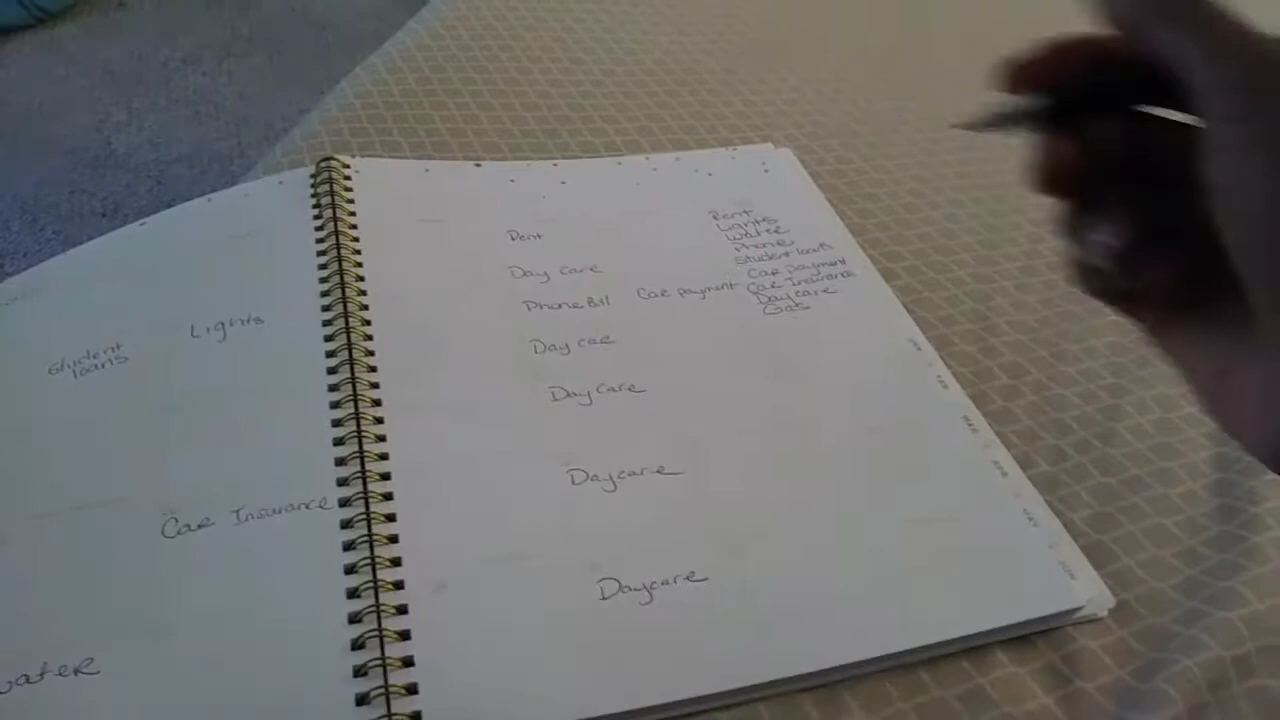 Lights
Student
loans
Car Insurance
water
Rent
Day care
Phone Bill Car payment
Day care
Day Care
Daycare
Daycare
Rent
Lights
Water
Phone
Student loans
Car payment
Car Insurance
Daycare
Gas